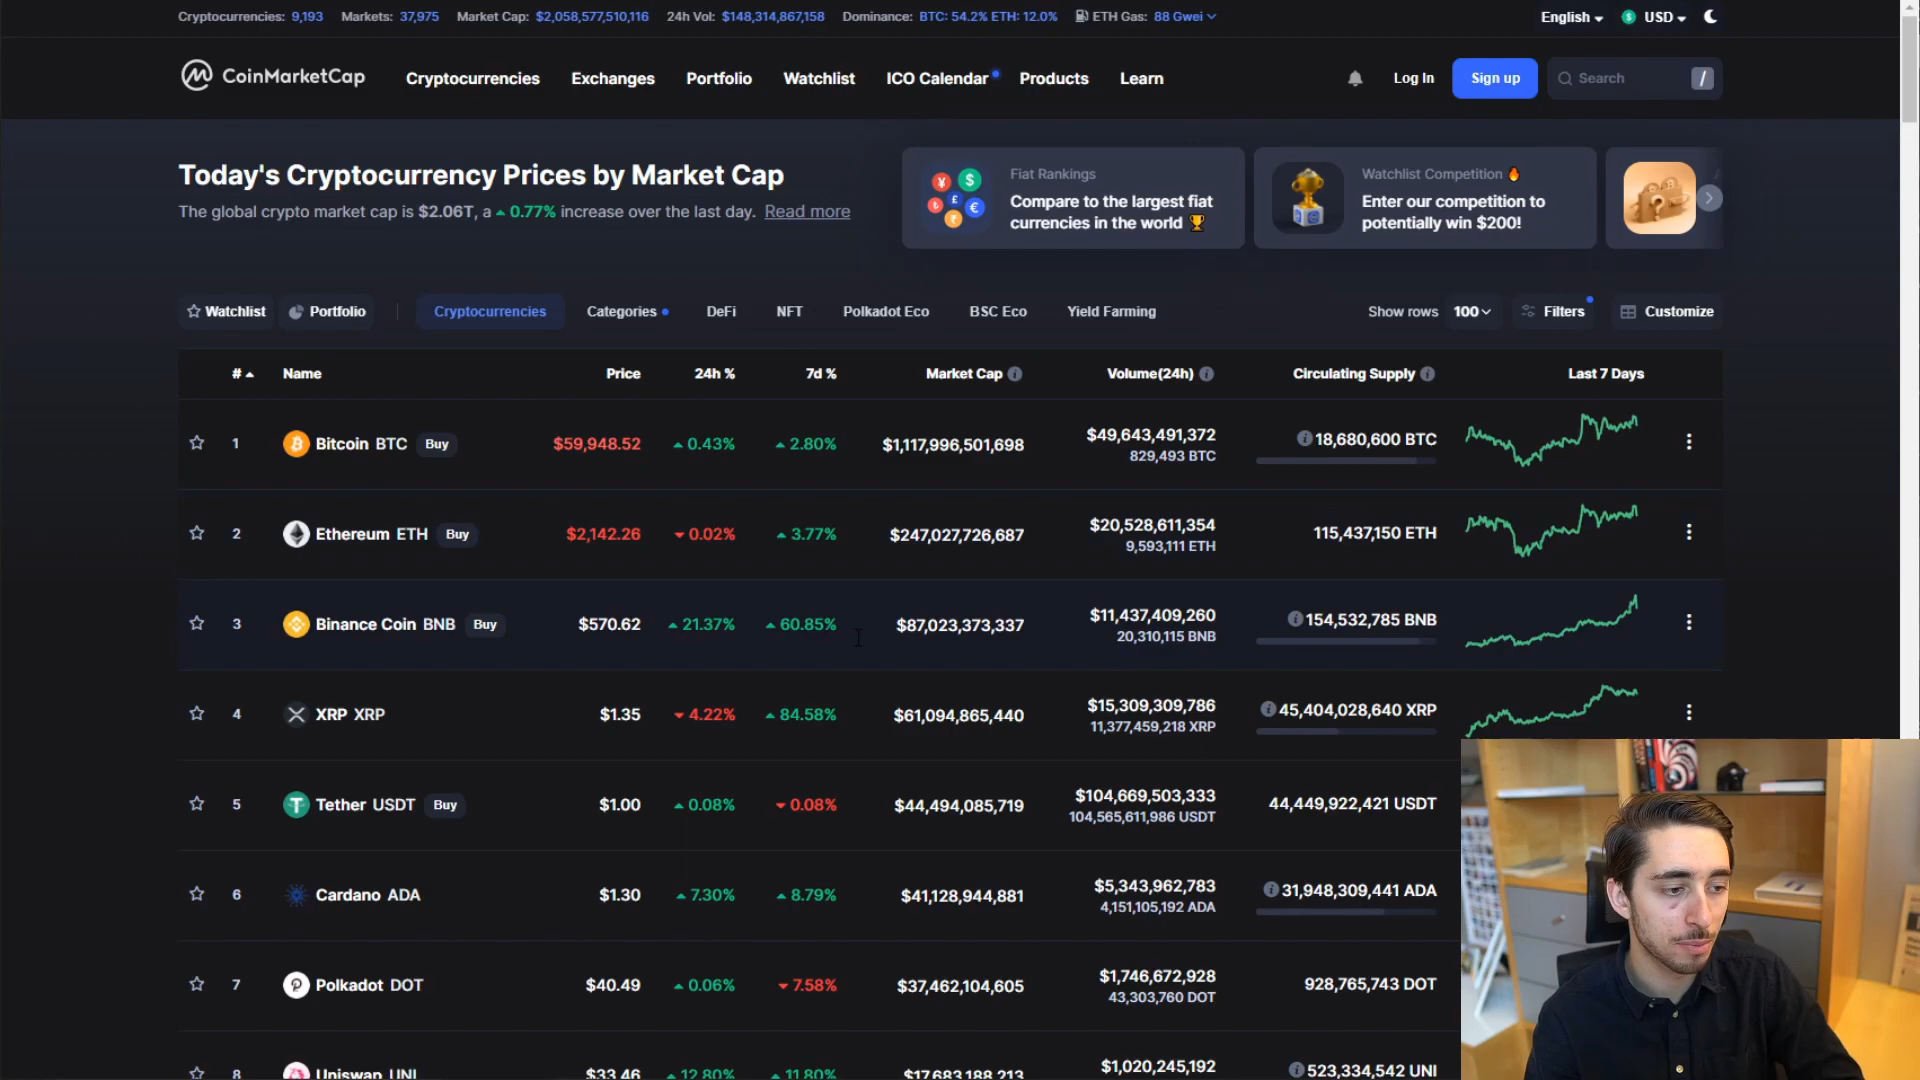 Cryptocurrencies: 9,193 Markets: 37,975 Market Cap: $2,058,577,510,116 24h Vol: $148,314,867,158 Dominance: BTC: 54.2% ETH: 12.0% ETH Gas: 88 Gwei English USD
CoinMarketCap Cryptocurrencies Exchanges Portfolio Watchlist ICO Calendar Products Learn Log In Sign up Search /
Today's Cryptocurrency Prices by Market Cap
The global crypto market cap is $2.06T, a 0.77% increase over the last day. Read more
Fiat Rankings
Compare to the largest fiat
currencies in the world
Watchlist Competition
Enter our competition to
potentially win $200!
Watchlist Portfolio Cryptocurrencies Categories DeFi NFT Polkadot Eco BSC Eco Yield Farming Show rows 100 Filters Customize
# Name Price 24h % 7d % Market Cap Volume(24h) Circulating Supply Last 7 Days
1 Bitcoin BTC Buy $59,948.52 0.43% 2.80% $1,117,996,501,698 $49,643,491,372 18,680,600 BTC
829,493 BTC
2 Ethereum ETH Buy $2,142.26 0.02% 3.77% $247,027,726,687 $20,528,611,354 115,437,150 ETH
9,593,111 ETH
3 Binance Coin BNB Buy $570.62 21.37% 60.85% $87,023,373,337 $11,437,409,260 154,532,785 BNB
20,310,115 BNB
4 XRP XRP $1.35 4.22% 84.58% $61,094,865,440 $15,309,309,786 45,404,028,640 XRP
11,377,459,218 XRP
5 Tether USDT Buy $1.00 0.08% 0.08% $44,494,085,719 $104,669,503,333 44,449,922,421 USDT
104,565,611,986 USDT
6 Cardano ADA $1.30 7.30% 8.79% $41,128,944,881 $5,343,962,783 31,948,309,441 ADA
4,151,105,192 ADA
7 Polkadot DOT $40.49 0.06% 7.58% $37,462,104,605 $1,746,672,928 928,765,743 DOT
43,303,760 DOT
8 Uniswap UNI $33.46 12.80% 11.80% $17,683,188,213 $1,020,245,192 523,334,542 UNI